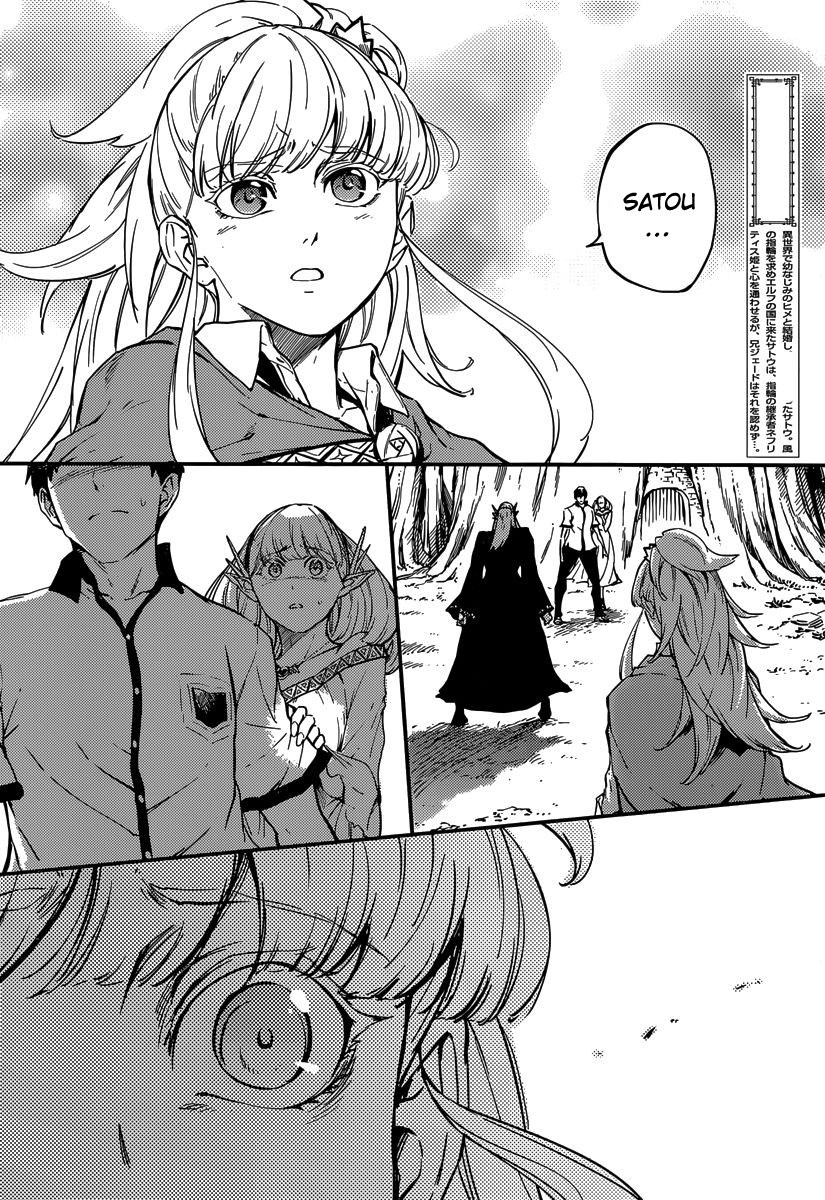 異世界で幼なじみのヒメと結婚し たサトウ。風
の指輪を求めエルフの国に来たサトウは、指輪の継承者ネフリ
ティス姫と心を通わせるが、兄ジェードはそれを認めず…。
SATOU
...